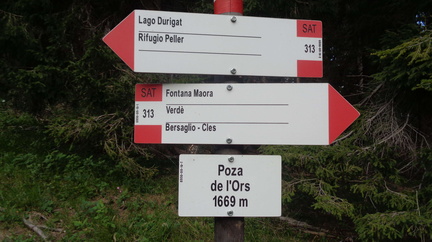 Lago Durigat
Rifugio Peller
SAT
313
SAT
313
Fontana Maora
Verdè
Bersaglio - Cles
Poza
de l'Ors
1669 m